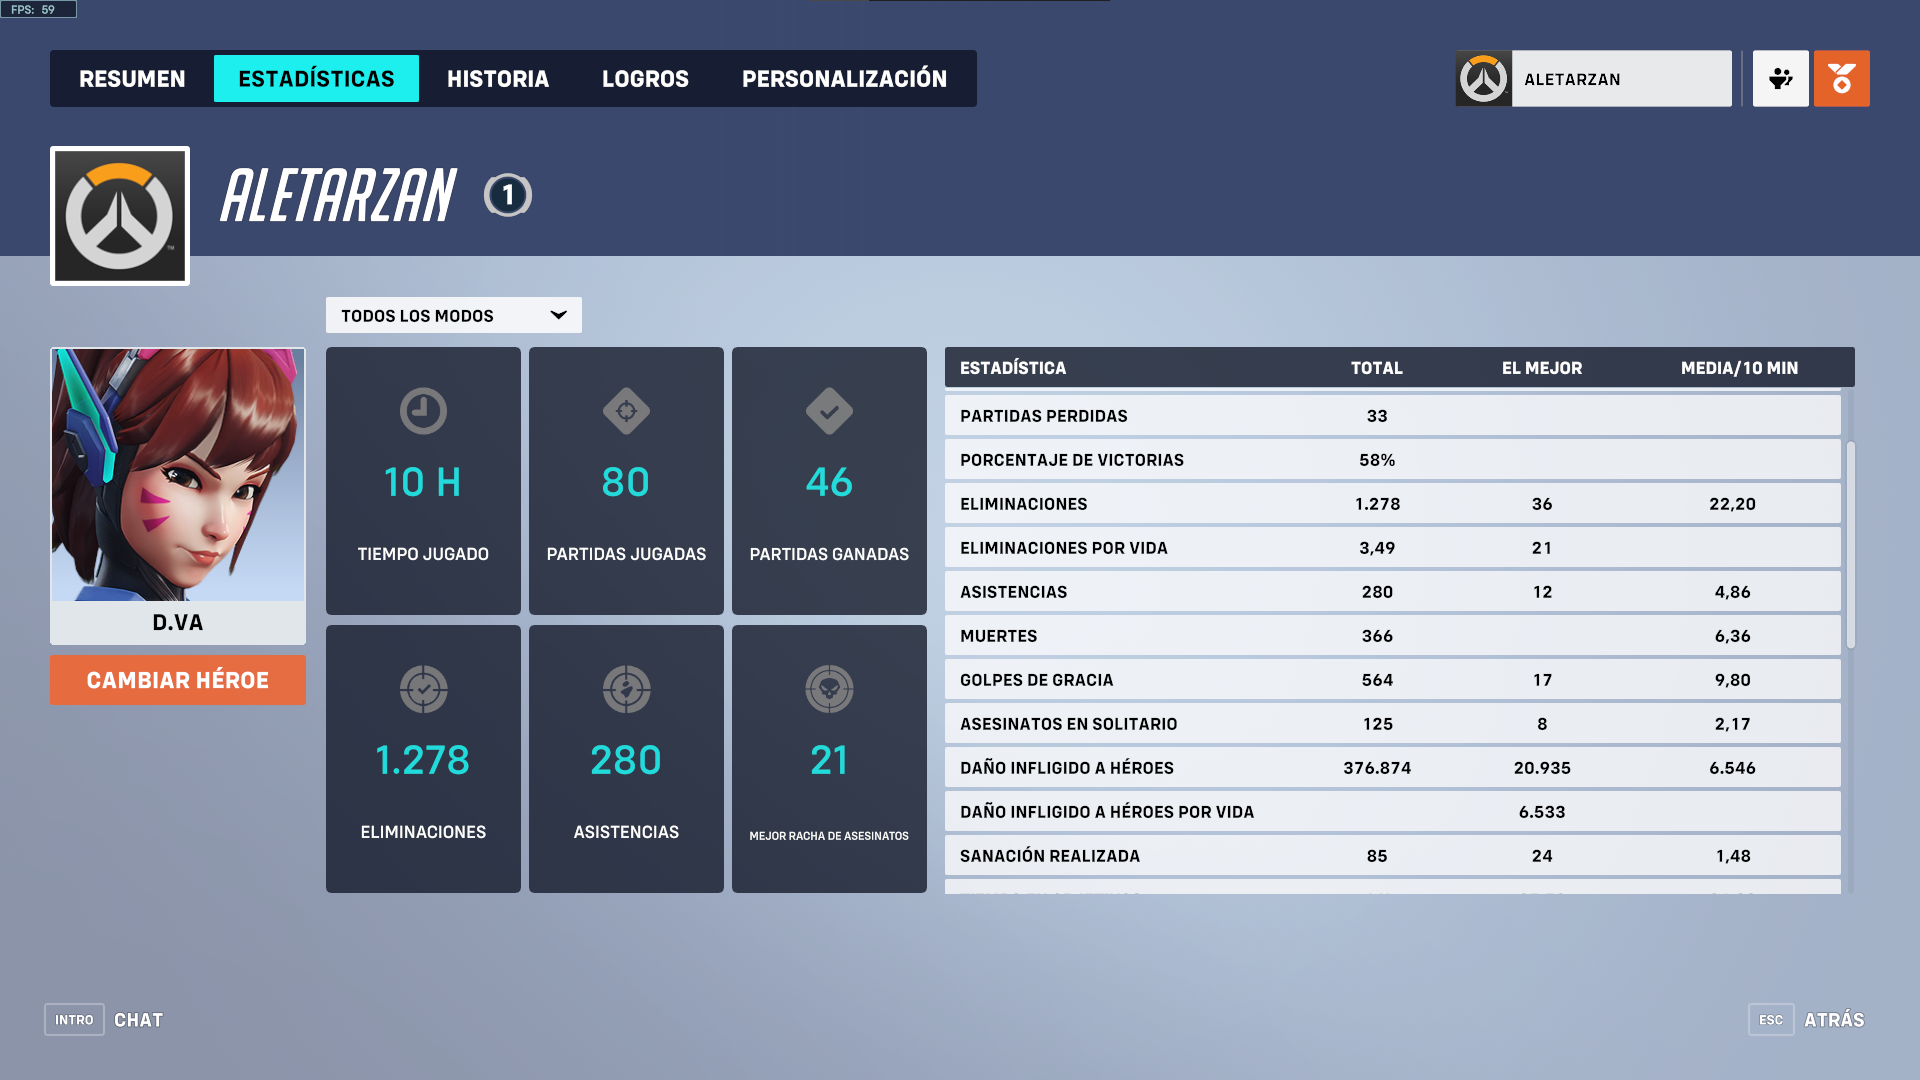 FPS: 59
RESUMEN ESTADÍSTICAS HISTORIA LOGROS PERSONALIZACIÓN
ALETARZAN
ALETARZAN 1
TODOS LOS MODOS
D.VA
CAMBIAR HÉROE
10 H 80 46
TIEMPO JUGADO PARTIDAS JUGADAS PARTIDAS GANADAS
1.278 280 21
ELIMINACIONES ASISTENCIAS MEJOR RACHA DE ASESINATOS
ESTADÍSTICA TOTAL EL MEJOR MEDIA/10 MIN
PARTIDAS PERDIDAS 33
PORCENTAJE DE VICTORIAS 58%
ELIMINACIONES 1.278 36 22,20
ELIMINACIONES POR VIDA 3,49 21
ASISTENCIAS 280 12 4,86
MUERTES 366 6,36
GOLPES DE GRACIA 564 17 9,80
ASESINATOS EN SOLITARIO 125 8 2,17
DAÑO INFLIGIDO A HÉROES 376.874 20.935 6.546
DAÑO INFLIGIDO A HÉROES POR VIDA 6.533
SANACIÓN REALIZADA 85 24 1,48
INTRO CHAT
ESC ATRÁS